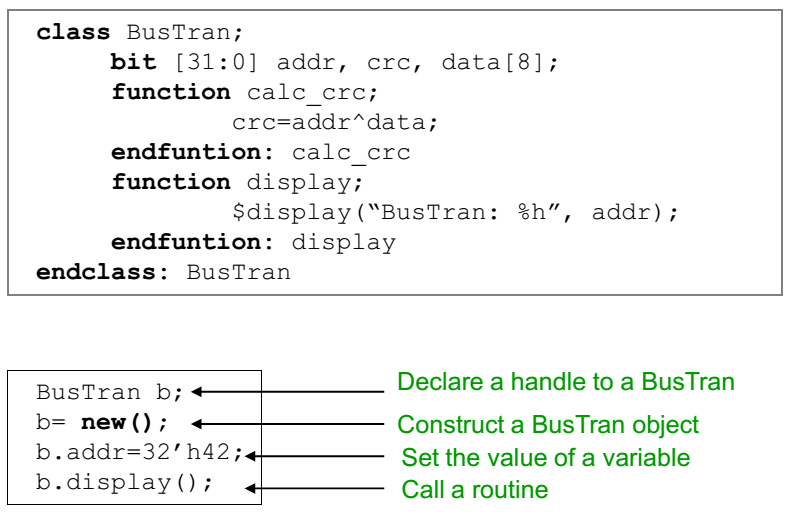 class BusTran;
bit [31:0] addr, crc, data[8];
function calc_crc;
crc=addr^data;
endfuntion: calc_crc
function display;
$display(“BusTran: %h”, addr);
endfuntion: display
endclass: BusTran
BusTran b; Declare a handle to a BusTran
b= new(); Construct a BusTran object
b.addr=32’h42; Set the value of a variable
b.display(); Call a routine